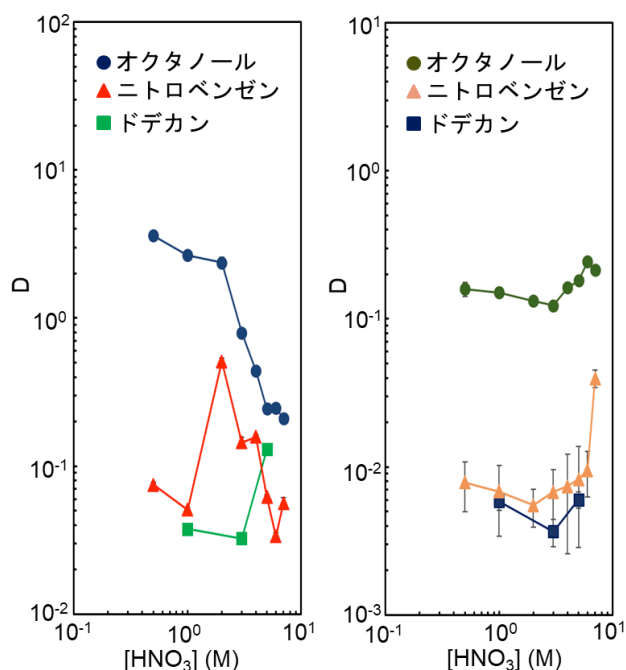 10²
オクタノール
ニトロベンゼン
ドデカン
10¹
D
10⁰
10⁻¹
10⁻²
10⁻¹
10⁰
10¹
[HNO₃] (M)
10¹
オクタノール
ニトロベンゼン
ドデカン
10⁰
D
10⁻¹
10⁻²
10⁻³
10⁻¹
10⁰
10¹
[HNO₃] (M)